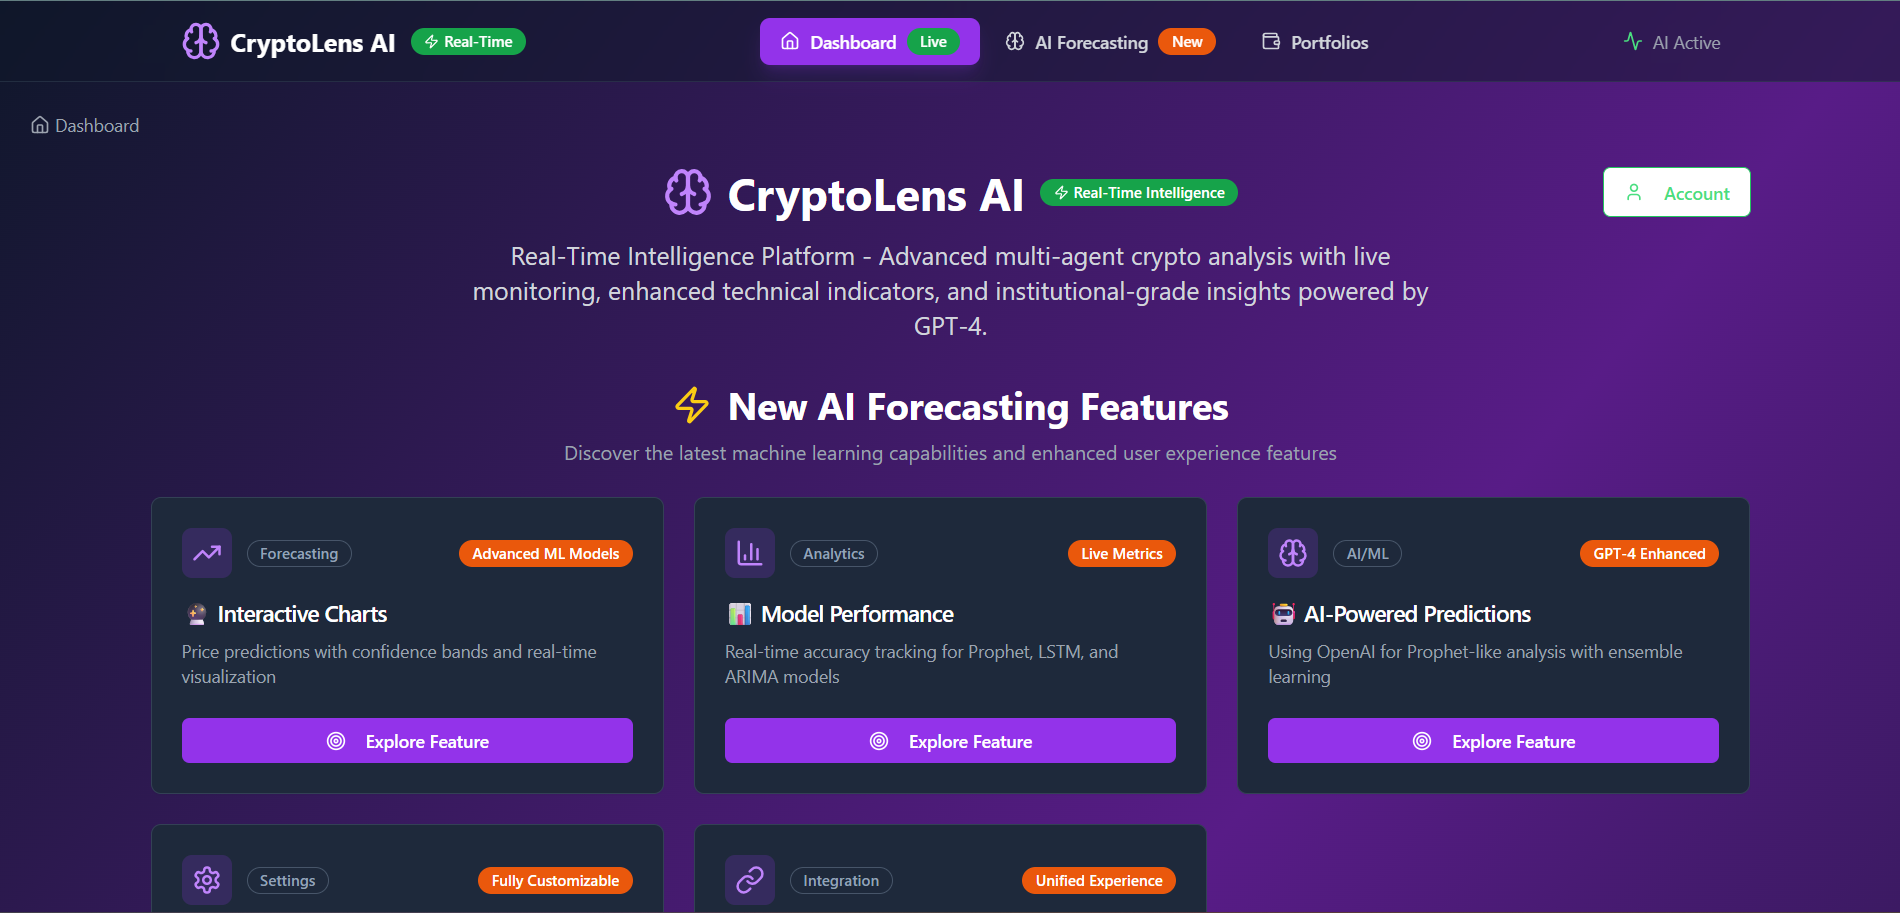 CryptoLens AI Real-Time Dashboard Live AI Forecasting New Portfolios AI Active
Dashboard
CryptoLens AI Real-Time Intelligence
Account
Real-Time Intelligence Platform - Advanced multi-agent crypto analysis with live
monitoring, enhanced technical indicators, and institutional-grade insights powered by
GPT-4.
New AI Forecasting Features
Discover the latest machine learning capabilities and enhanced user experience features
Forecasting Advanced ML Models
Interactive Charts
Price predictions with confidence bands and real-time
visualization
Explore Feature
Analytics Live Metrics
Model Performance
Real-time accuracy tracking for Prophet, LSTM, and
ARIMA models
Explore Feature
AI/ML GPT-4 Enhanced
AI-Powered Predictions
Using OpenAI for Prophet-like analysis with ensemble
learning
Explore Feature
Settings Fully Customizable
Integration Unified Experience